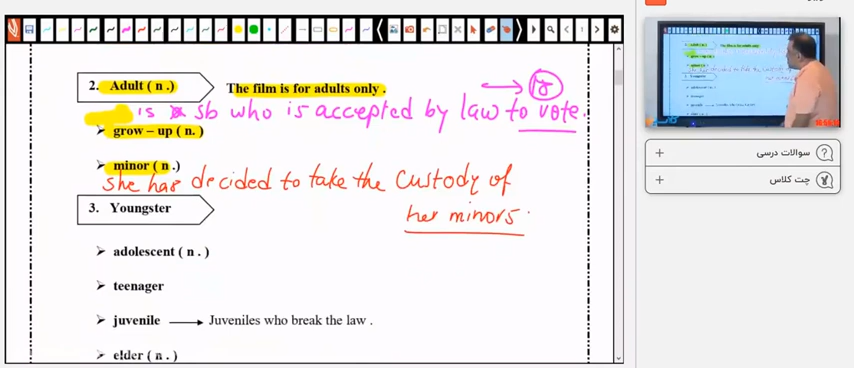 2. Adult ( n .)
The film is for adults only .
۱۸
is a sb who is accepted by law to vote.
➢ grow – up ( n. )
➢ minor ( n .)
She has decided to take the custody of
her minors.
3. Youngster
➢ adolescent ( n . )
➢ teenager
➢ juvenile → Juveniles who break the law .
➢ elder ( n . )
سوالات درسی
چت کلاس